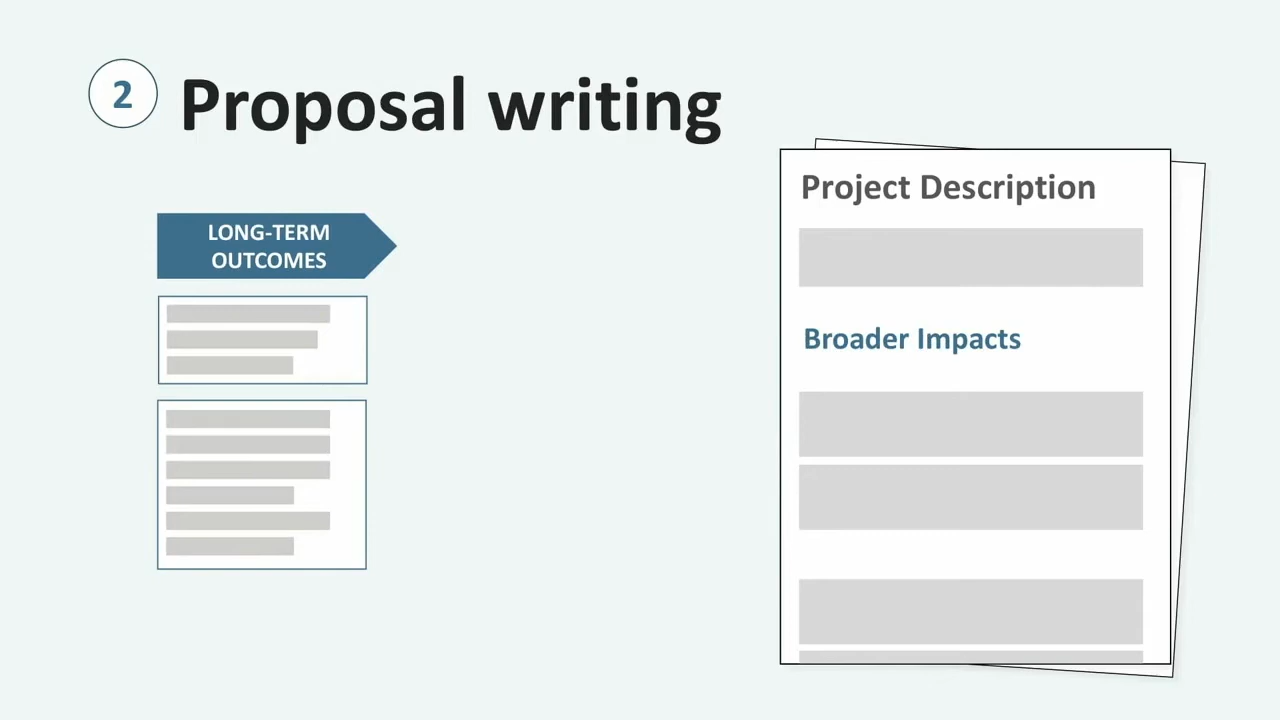 2
Proposal writing
LONG-TERM
OUTCOMES
Project Description
Broader Impacts